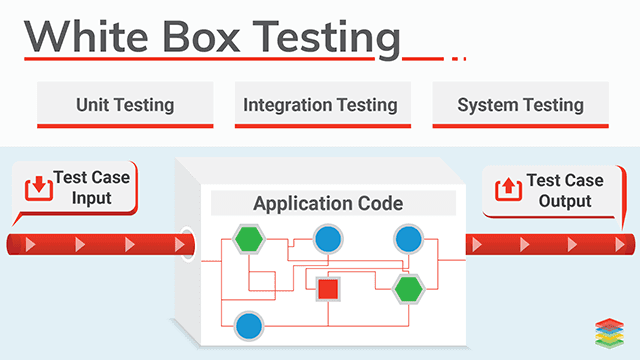 White Box Testing
Unit Testing
Integration Testing
System Testing
Test Case
Input
Application Code
Test Case
Output